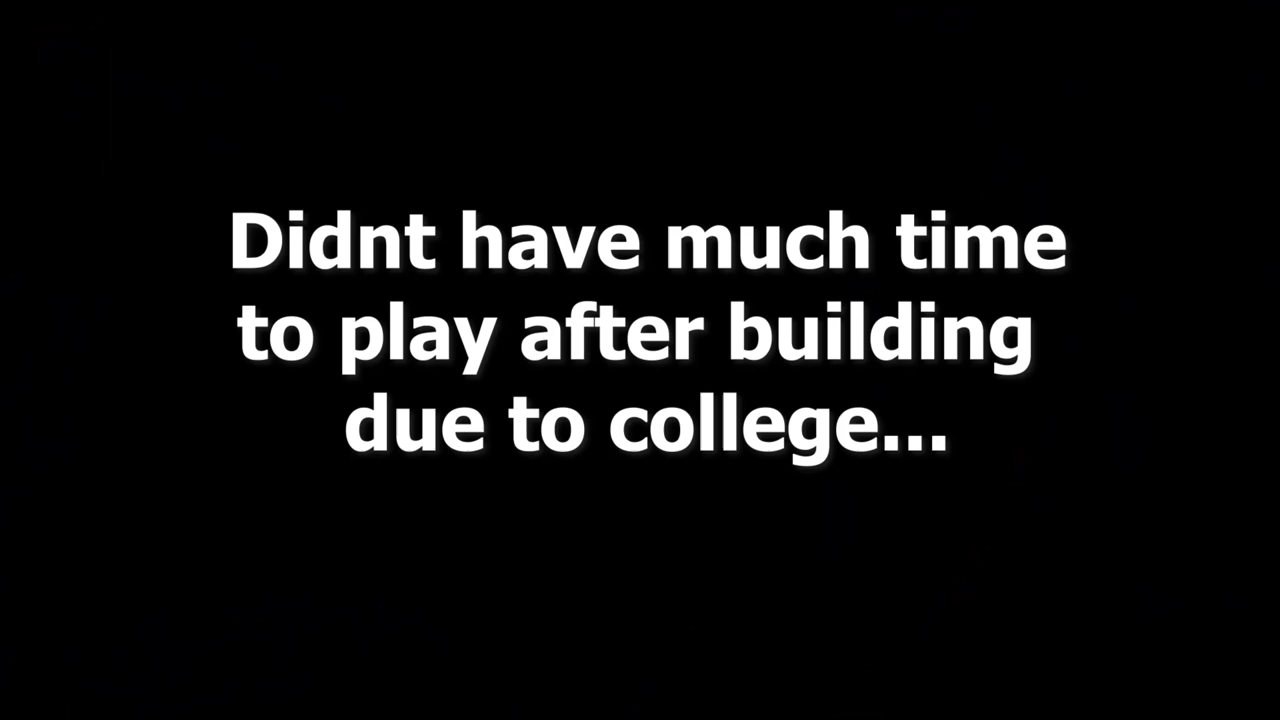 Didnt have much time
to play after building
due to college...